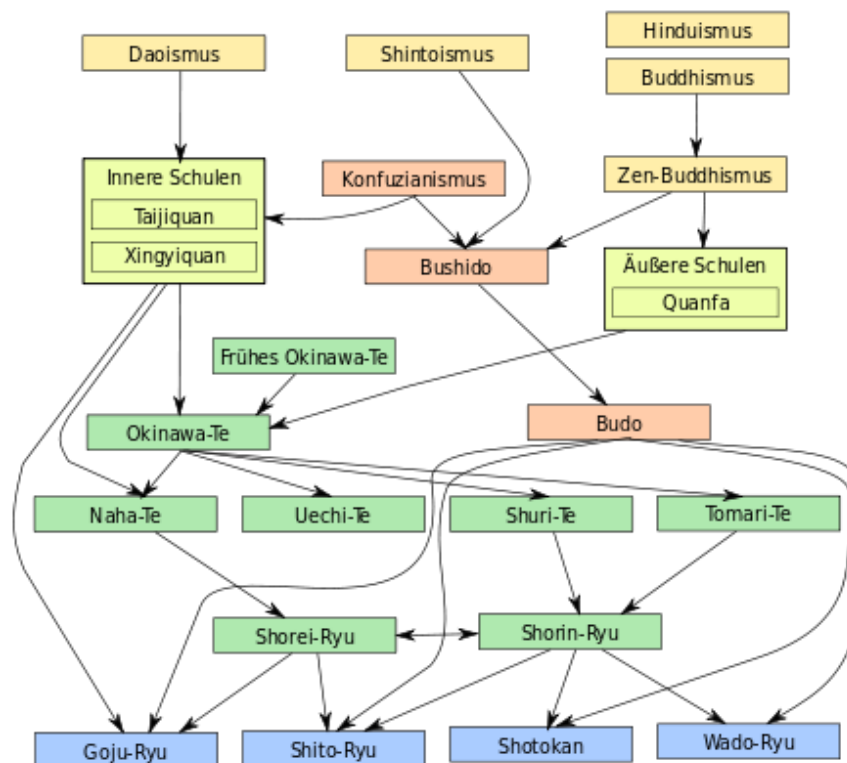 Hinduismus
Daoismus
Shintoismus
Buddhismus
Innere Schulen
Konfuzianismus
Zen-Buddhismus
Taijiquan
Xingyiquan
Bushido
Äußere Schulen
Quanfa
Frühes Okinawa-Te
Okinawa-Te
Budo
Naha-Te
Uechi-Te
Shuri-Te
Tomari-Te
Shorei-Ryu
Shorin-Ryu
Goju-Ryu
Shito-Ryu
Shotokan
Wado-Ryu